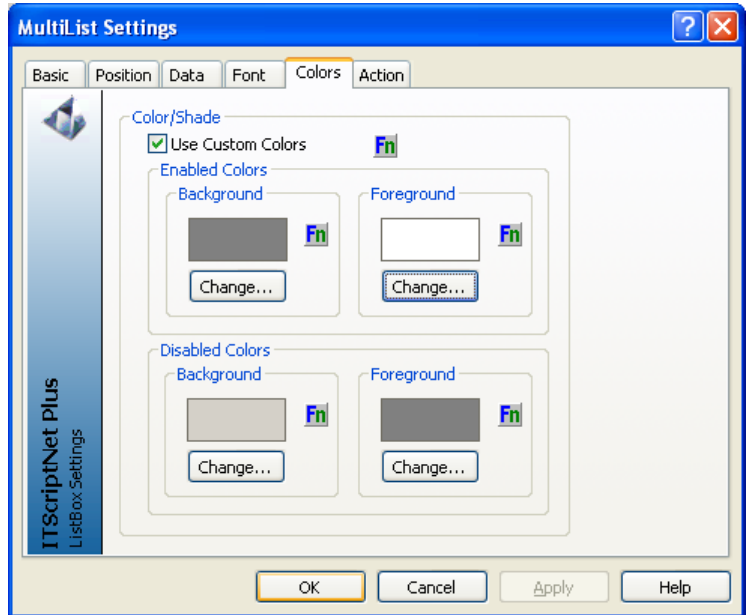 MultiList Settings
Basic Position Data Font Colors Action
Color/Shade
Use Custom Colors Fn
Enabled Colors
Background Foreground
Fn Fn
Change... Change...
Disabled Colors
Background Foreground
Fn Fn
Change... Change...
ITScriptNet Plus
ListBox Settings
OK Cancel Apply Help